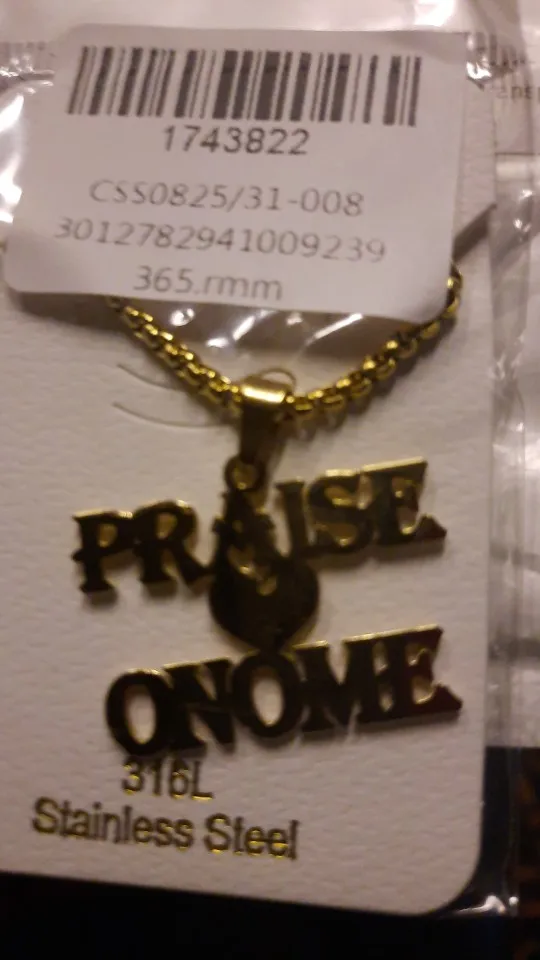 1743822
CSS0825/31-008
3012782941009239
365.rmm
PRAISE
ONOME
316L
Stainless Steel